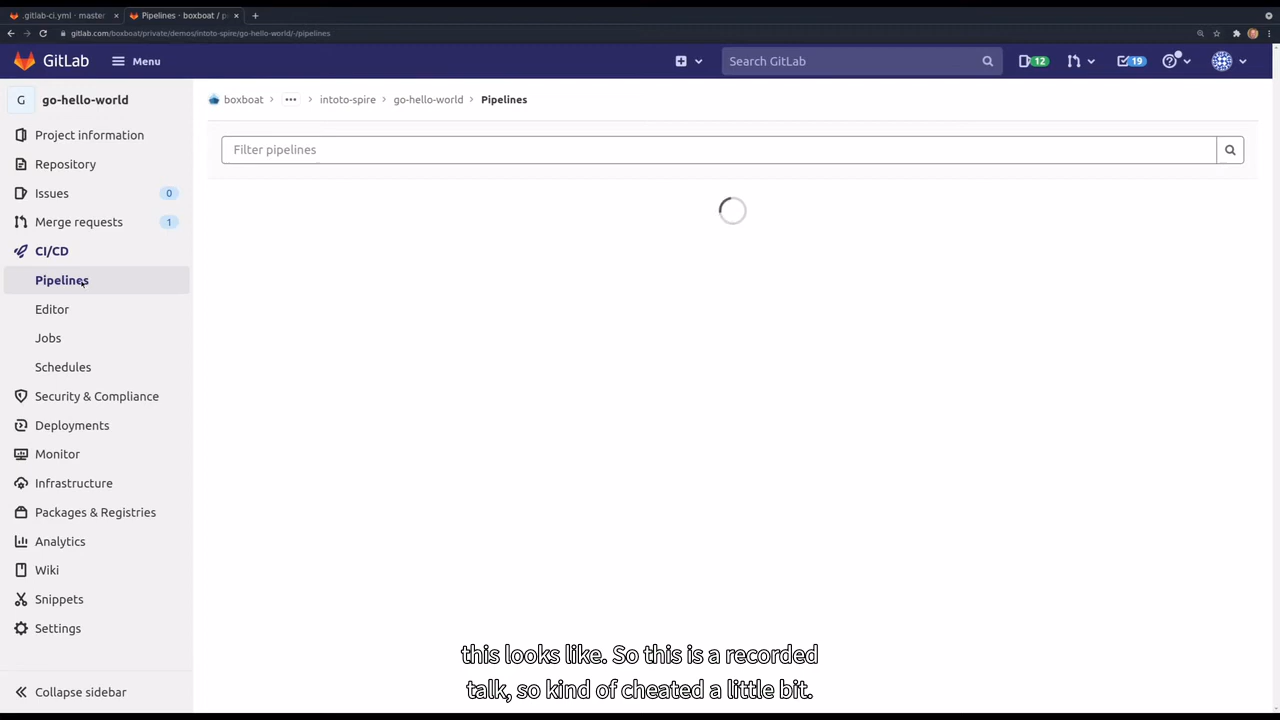 .gitlab-ci.yml · master
Pipelines · boxboat / p
gitlab.com/boxboat/private/demos/intoto-spire/go-hello-world/-/pipelines
GitLab
Menu
Search GitLab
12
19
G
go-hello-world
boxboat
intoto-spire
go-hello-world
Pipelines
Project information
Filter pipelines
Repository
Issues
0
Merge requests
1
CI/CD
Pipelines
Editor
Jobs
Schedules
Security & Compliance
Deployments
Monitor
Infrastructure
Packages & Registries
Analytics
Wiki
Snippets
Settings
this looks like. So this is a recorded
talk, so kind of cheated a little bit.
Collapse sidebar